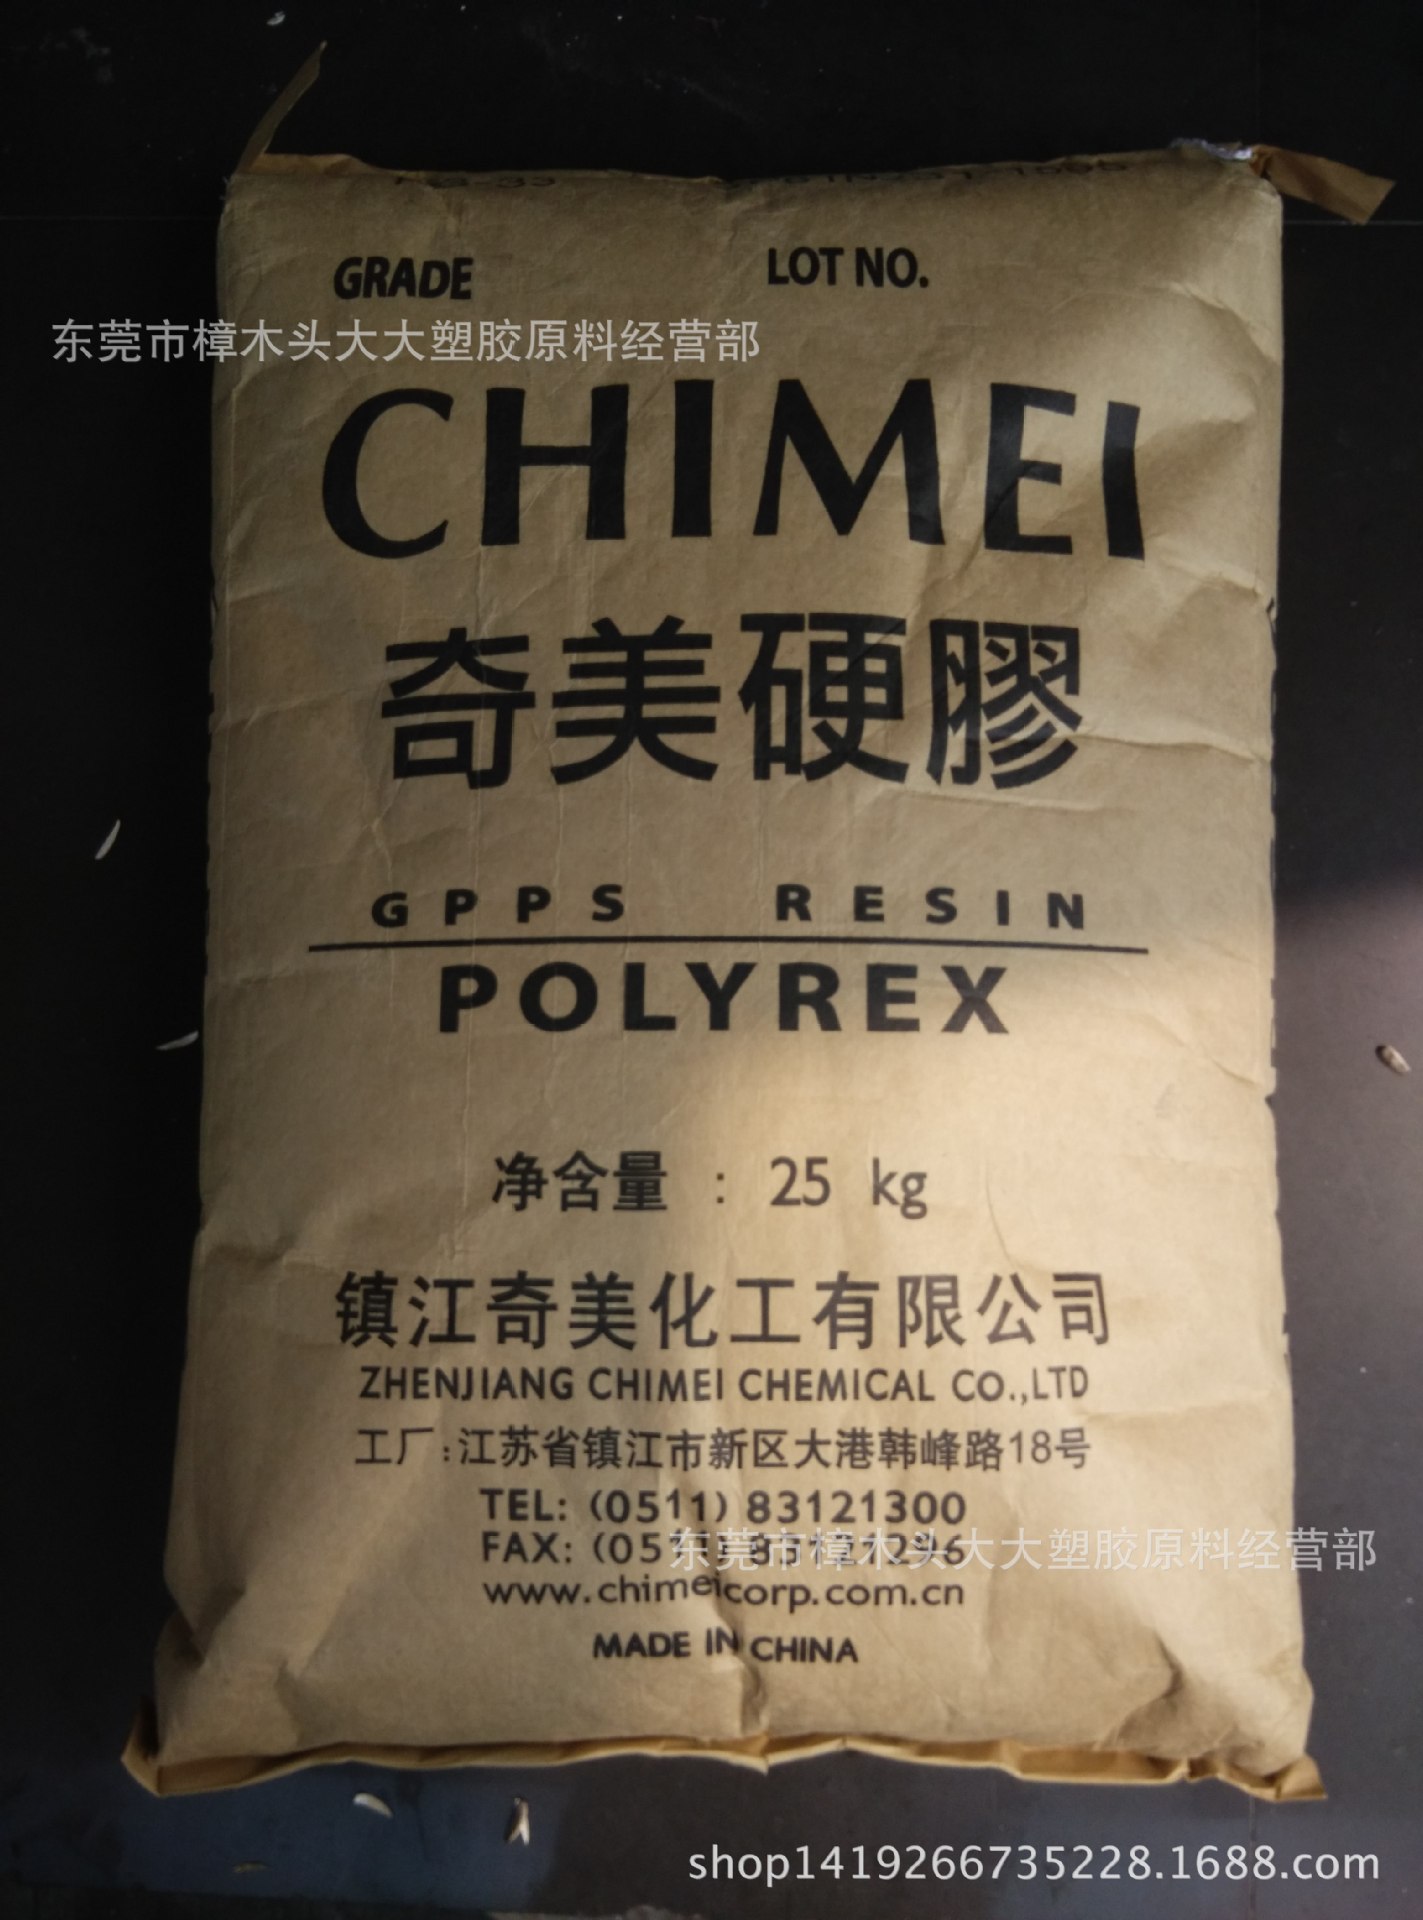 GRADE LOT NO.
东莞市樟木头大大塑胶原料经营部
CHIMEI
奇美硬膠
GPPS RESIN
POLYREX
净含量 : 25 kg
镇江奇美化工有限公司
ZHENJIANG CHIMEI CHEMICAL CO.,LTD
工厂:江苏省镇江市新区大港韩峰路18号
TEL: (0511) 83121300
FAX:
东莞市樟木头大大塑胶原料经营部
www.chimeicorp.com.cn
MADE IN CHINA
shop1419266735228.1688.com